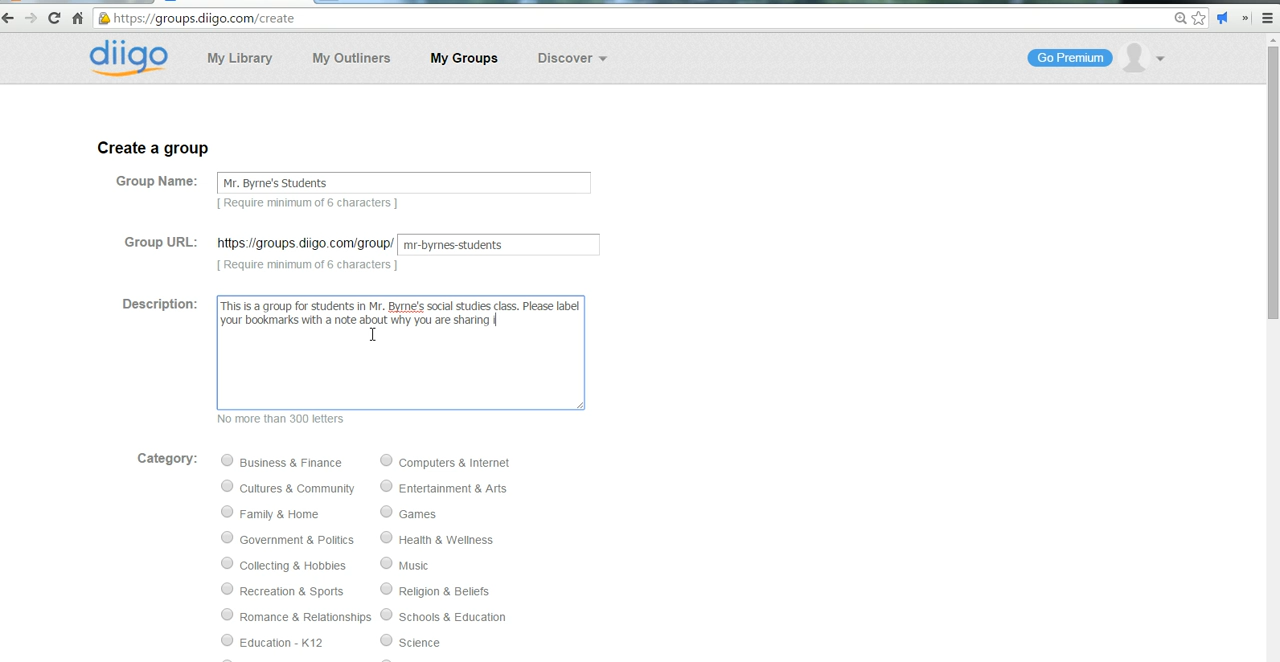 https://groups.diigo.com/create
»
diigo My Library My Outliners My Groups Discover Go Premium
Create a group
Group Name: Mr. Byrne's Students
[ Require minimum of 6 characters ]
Group URL: https://groups.diigo.com/group/ mr-byrnes-students
[ Require minimum of 6 characters ]
Description: This is a group for students in Mr. Byrne's social studies class. Please label
your bookmarks with a note about why you are sharing i
No more than 300 letters
Category: Business & Finance Computers & Internet
Cultures & Community Entertainment & Arts
Family & Home Games
Government & Politics Health & Wellness
Collecting & Hobbies Music
Recreation & Sports Religion & Beliefs
Romance & Relationships Schools & Education
Education - K12 Science